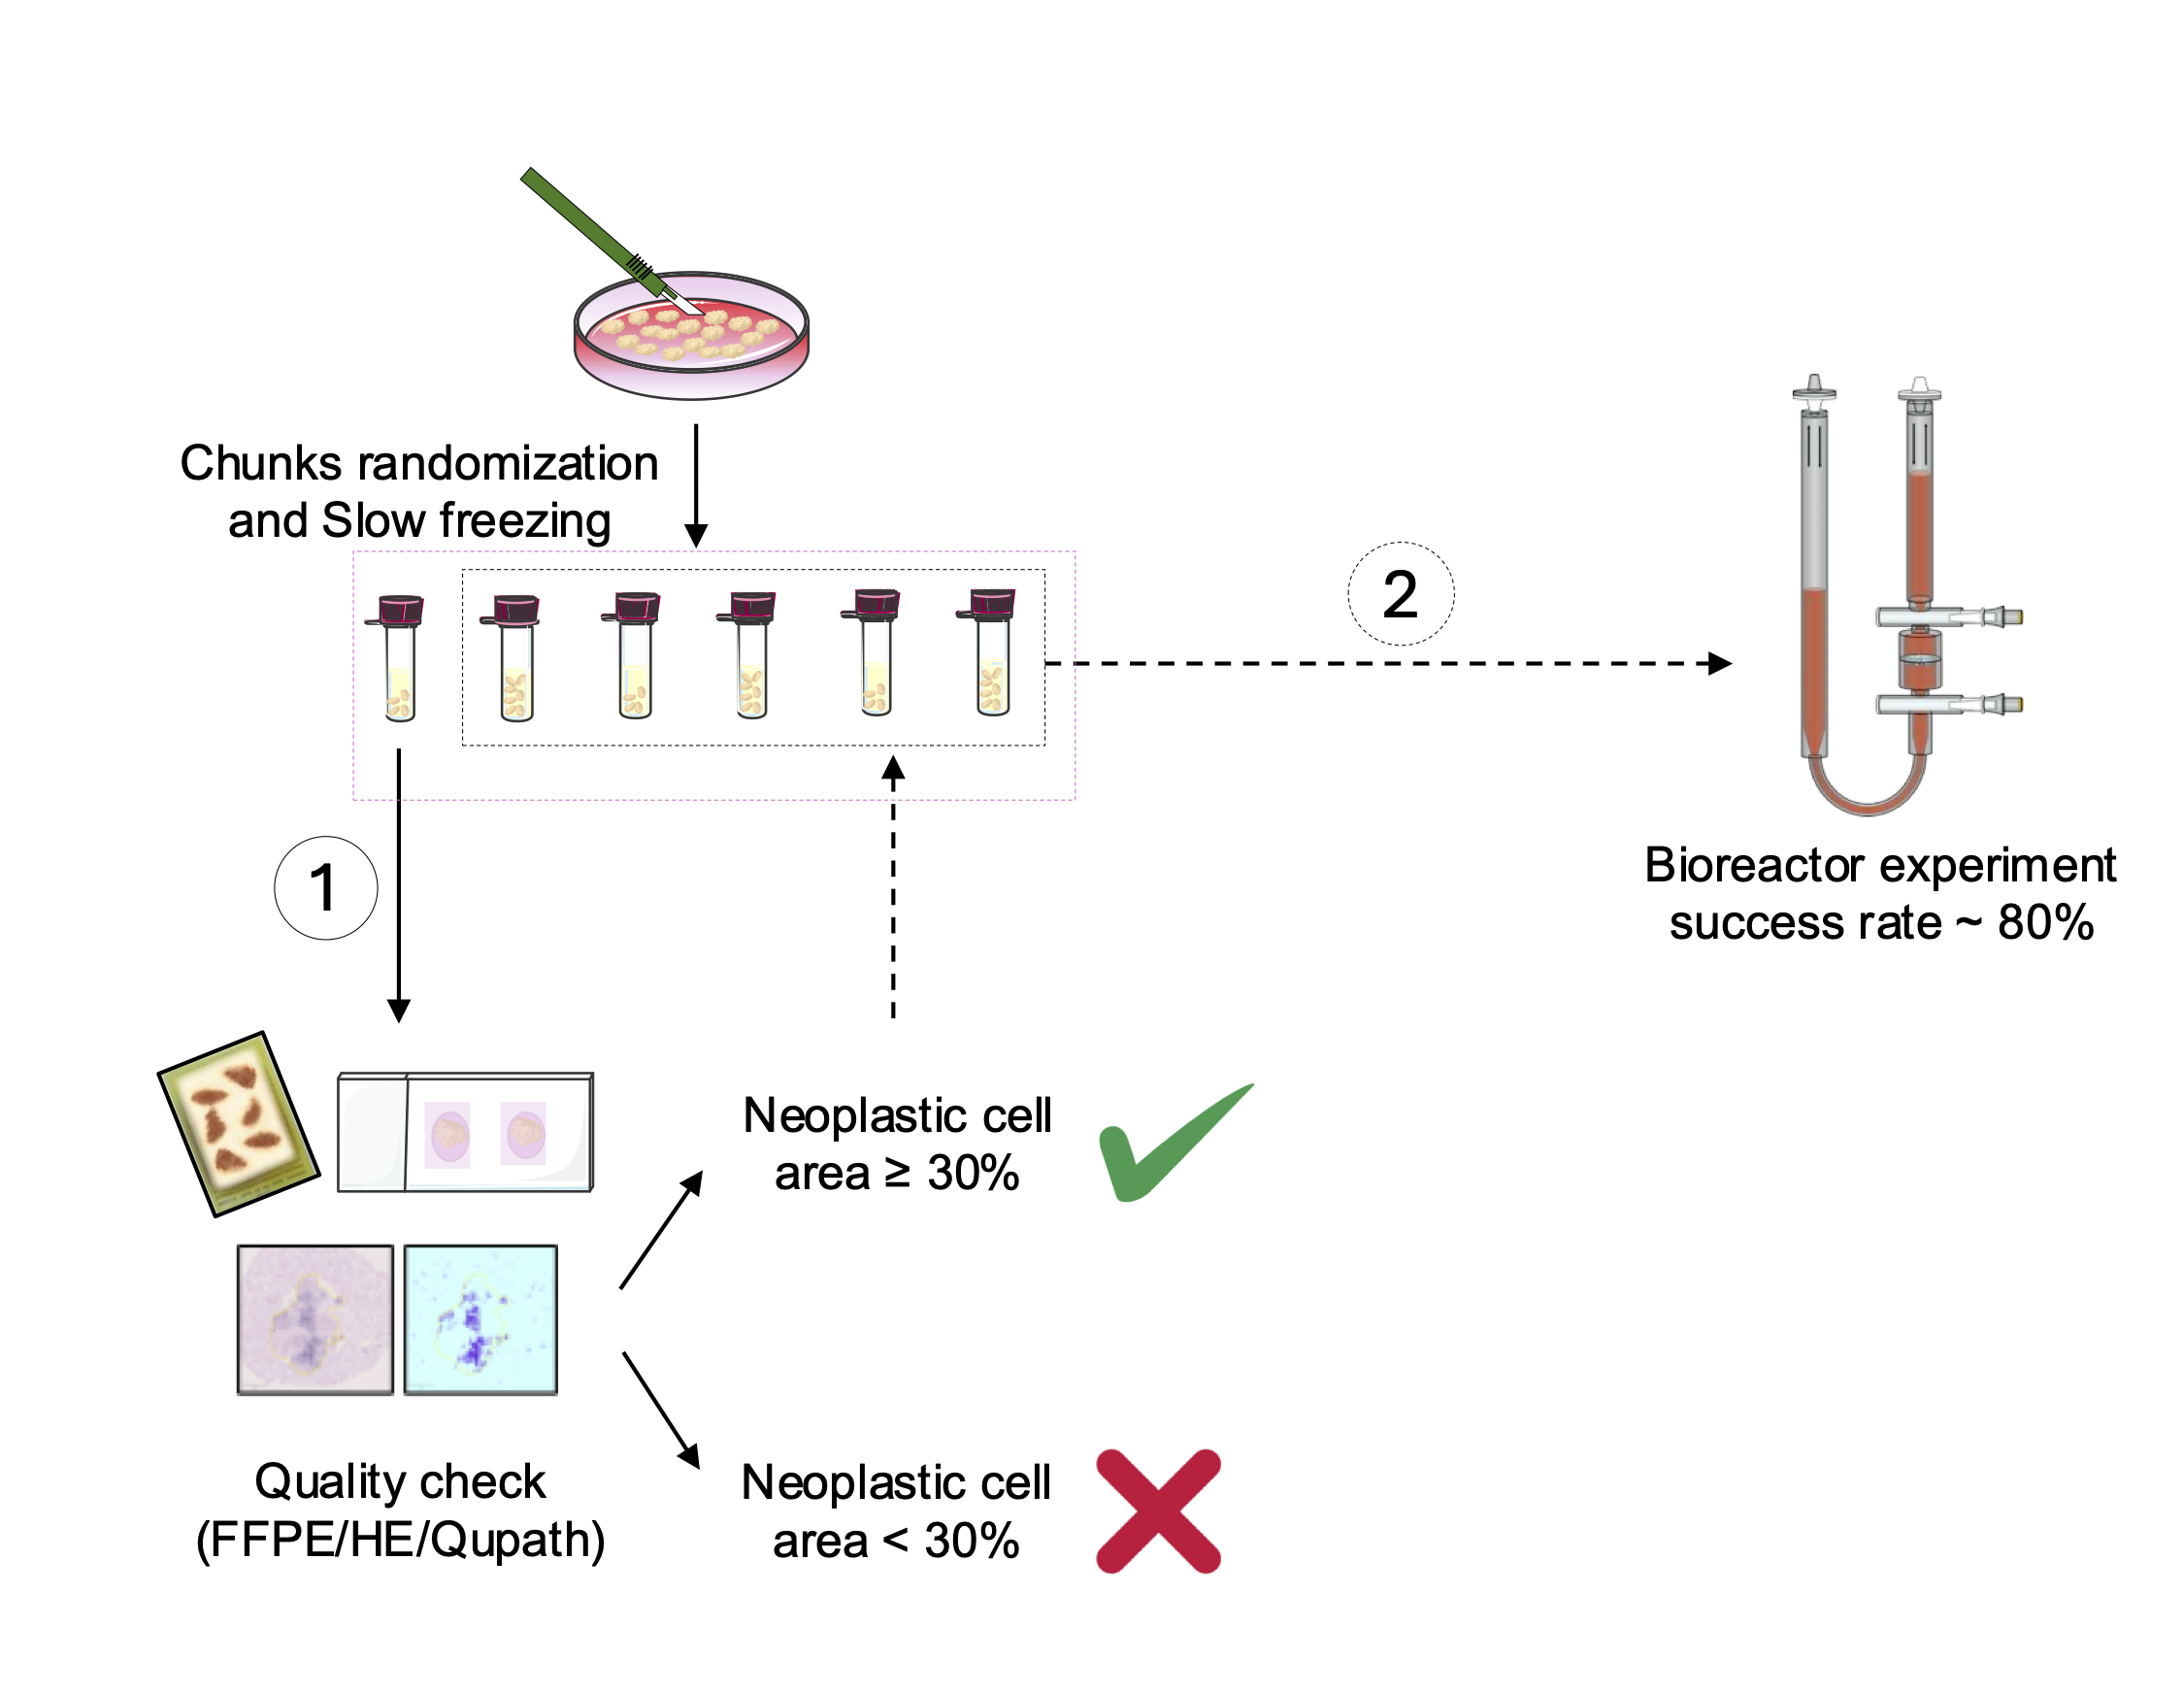 Chunks randomization
and Slow freezing
2
1
Bioreactor experiment
success rate ~ 80%
Neoplastic cell
area ≥ 30%
Quality check
(FFPE/HE/Qupath)
Neoplastic cell
area < 30%